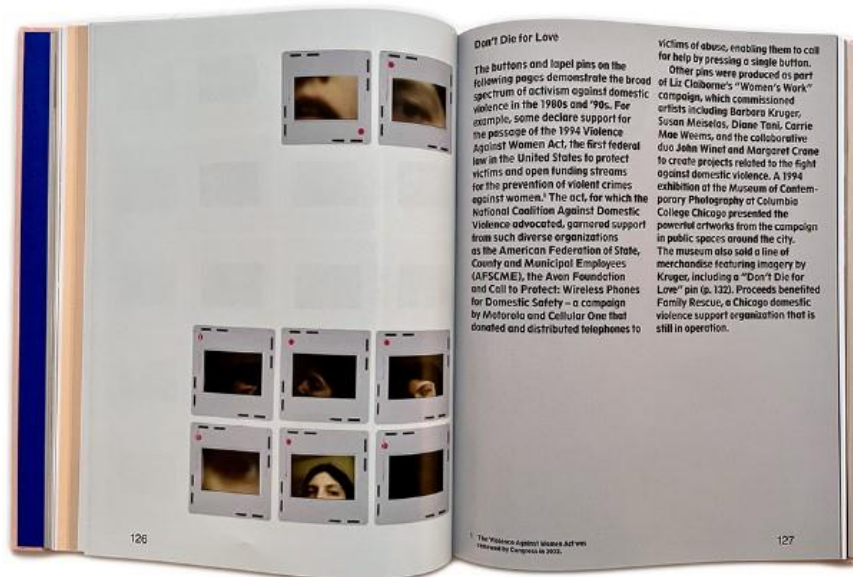 126
Don't Die for Love
The buttons and lapel pins on the
following pages demonstrate the broad
spectrum of activism against domestic
violence in the 1980s and '90s. For
example, some declare support for
the passage of the 1994 Violence
Against Women Act, the first federal
law in the United States to protect
victims and open funding streams
for the prevention of violent crimes
against women.¹ The act, for which the
National Coalition Against Domestic
Violence advocated, garnered support
from such diverse organizations
as the American Federation of State,
County and Municipal Employees
(AFSCME), the Avon Foundation
and Call to Protect: Wireless Phones
for Domestic Safety – a campaign
by Motorola and Cellular One that
donated and distributed telephones to
victims of abuse, enabling them to call
for help by pressing a single button.
Other pins were produced as part
of Liz Claiborne's "Women's Work"
campaign, which commissioned
artists including Barbara Kruger,
Susan Meiselas, Diane Tani, Carrie
Mae Weems, and the collaborative
duo John Winet and Margaret Crane
to create projects related to the fight
against domestic violence. A 1994
exhibition at the Museum of Contem-
porary Photography at Columbia
College Chicago presented the
powerful artworks from the campaign
in public spaces around the city.
The museum also sold a line of
merchandise featuring imagery by
Kruger, including a "Don't Die for
Love" pin (p. 132). Proceeds benefited
Family Rescue, a Chicago domestic
violence support organization that is
still in operation.
1 The Violence Against Women Act was
renewed by Congress in 2022.
127